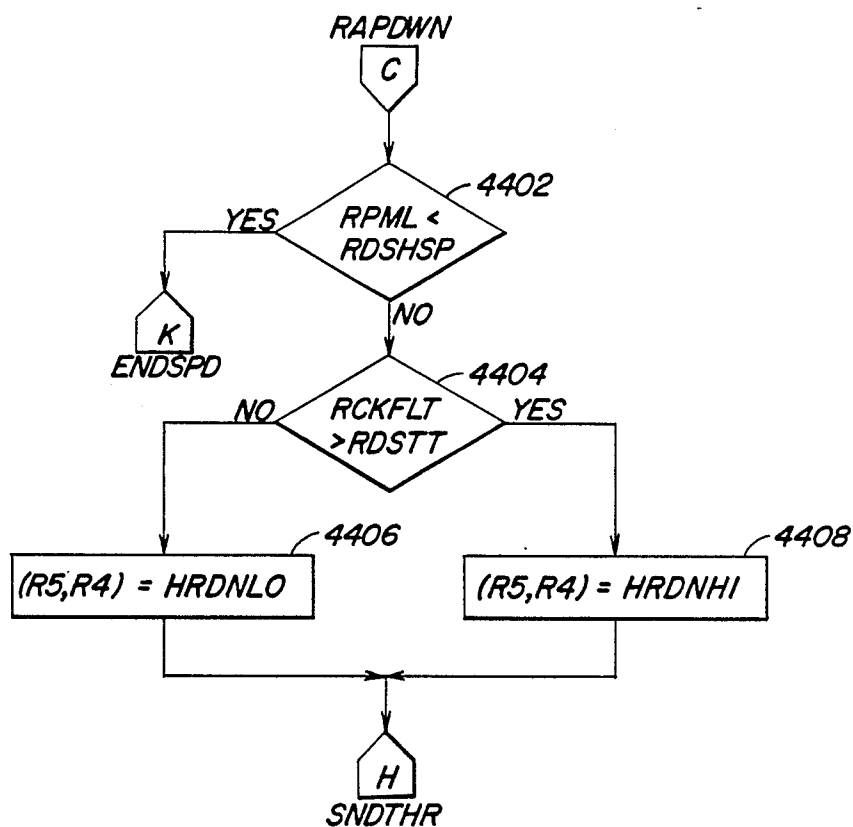 RAPDWN
C
4402
YES
RPML <
RDSHSP
NO
K
ENDSPD
4404
NO
RCKFLT
>RDSTT
YES
4406
4408
(R5,R4) = HRDNLO
(R5,R4) = HRDNHI
H
SNDTHR